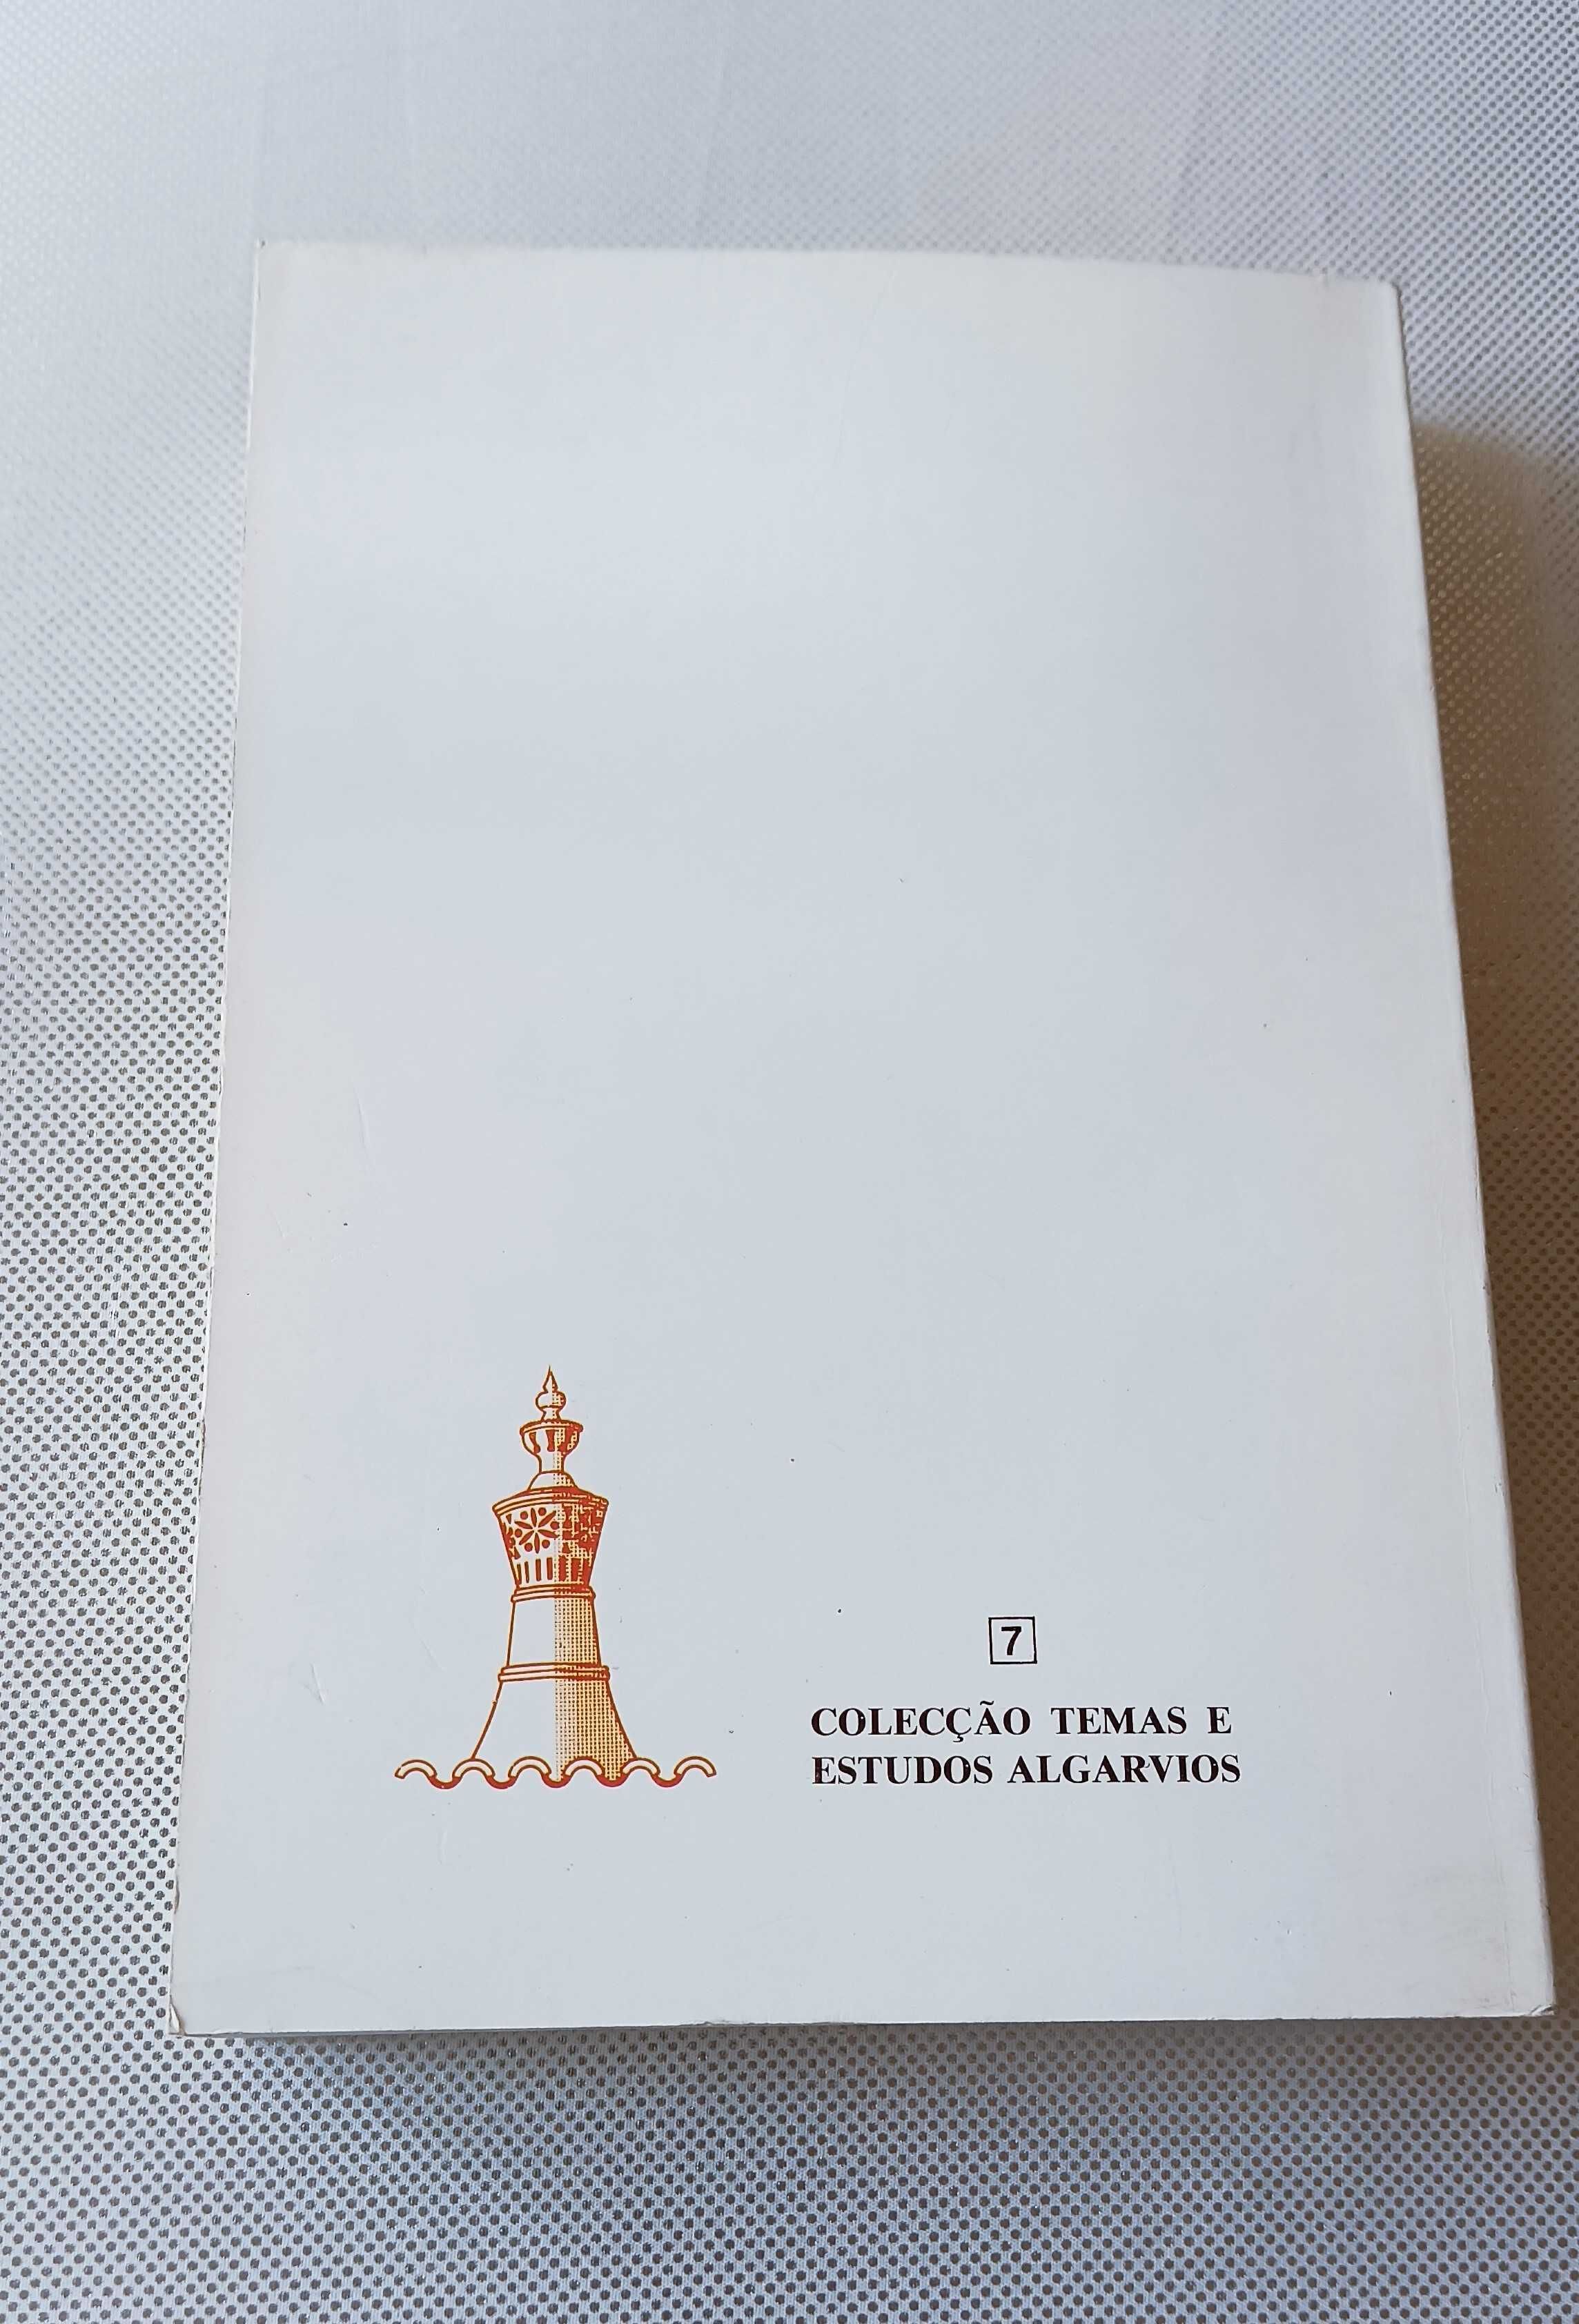 7
COLECÇÃO TEMAS E
ESTUDOS ALGARVIOS